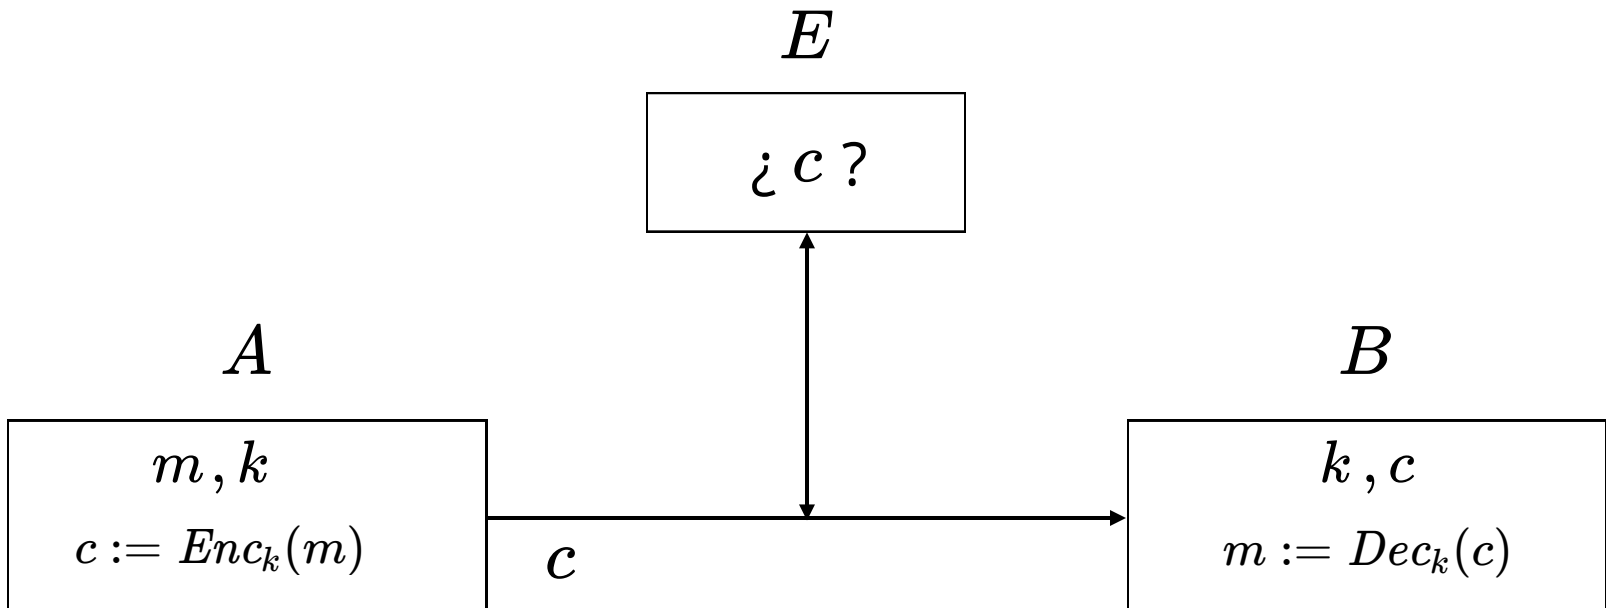 E
¿ c ?
A
B
m , k
k , c
c := Enc_k(m)
m := Dec_k(c)
c